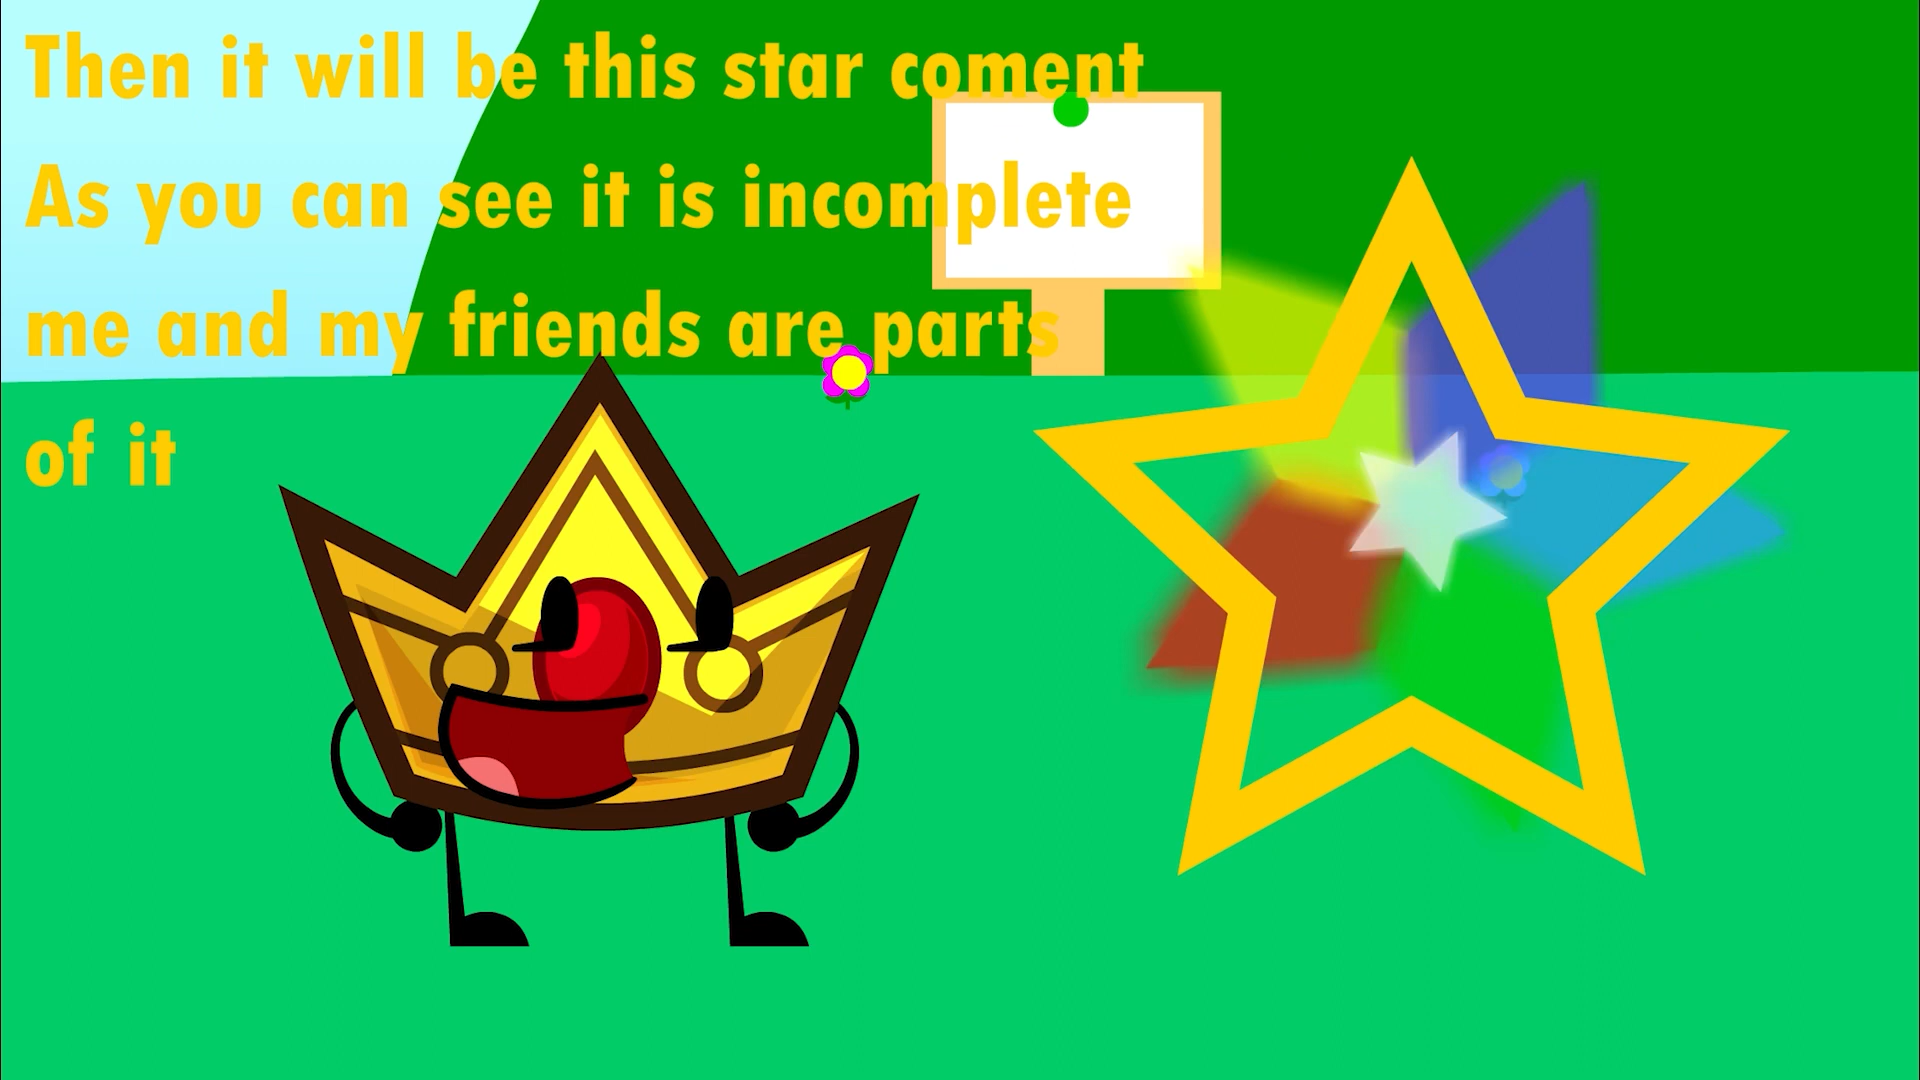 Then it will be this star coment
As you can see it is incomplete
me and my friends are parts
of it